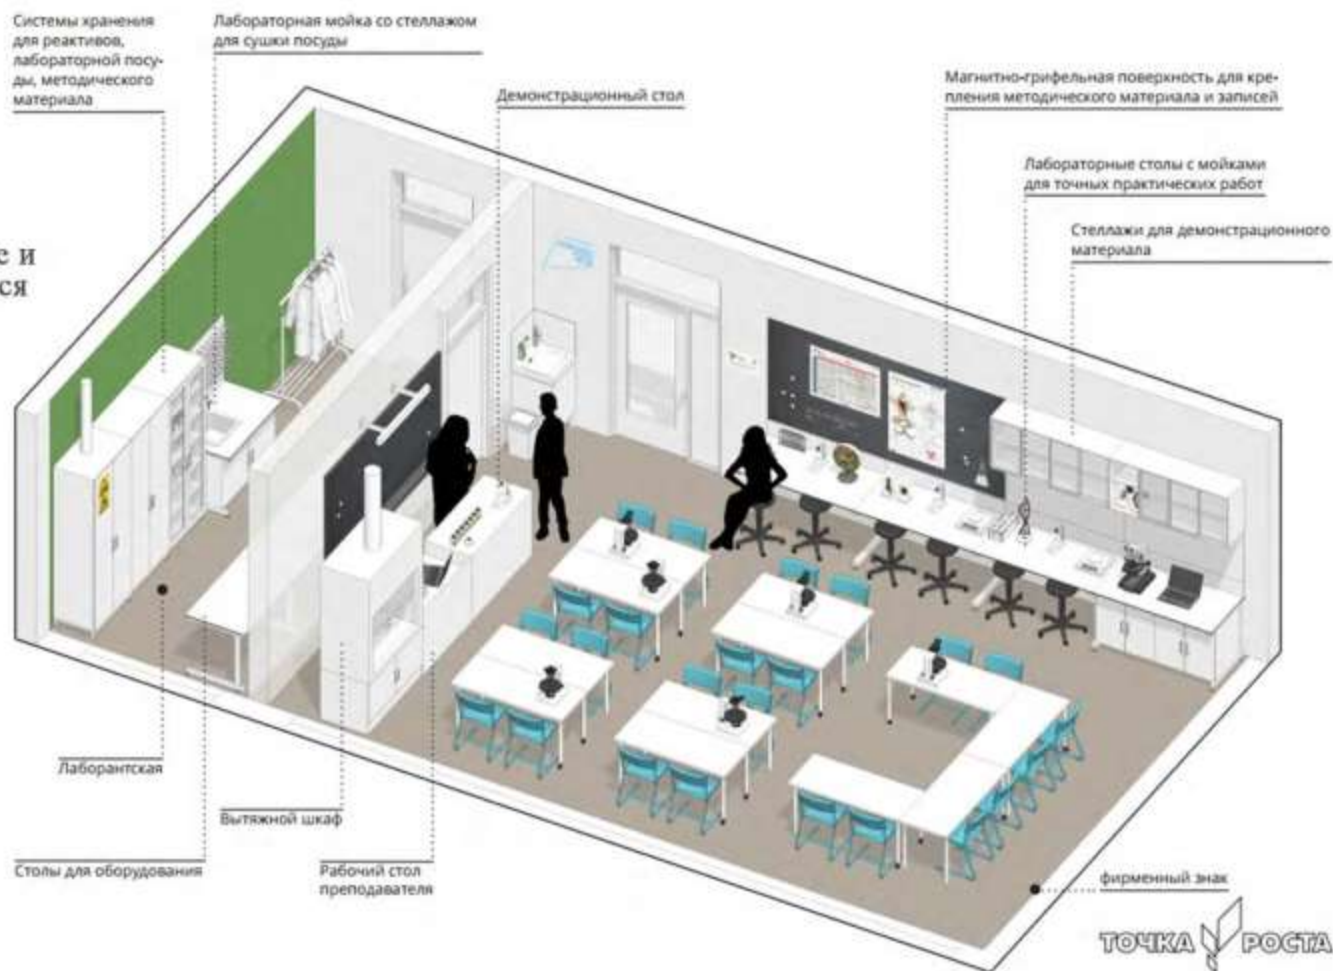 Системы хранения
для реактивов,
лабораторной посу-
ды, методического
материала
Лабораторная мойка со стеллажом
для сушки посуды
Демонстрационный стол
Магнитно-грифельная поверхность для кре-
пления методического материала и записей
Лабораторные столы с мойками
для точных практических работ
Стеллажи для демонстрационного
материала
с и
ся
Лаборантская
Вытяжной шкаф
Столы для оборудования
Рабочий стол
преподавателя
фирменный знак
ТОЧКА РОСТА